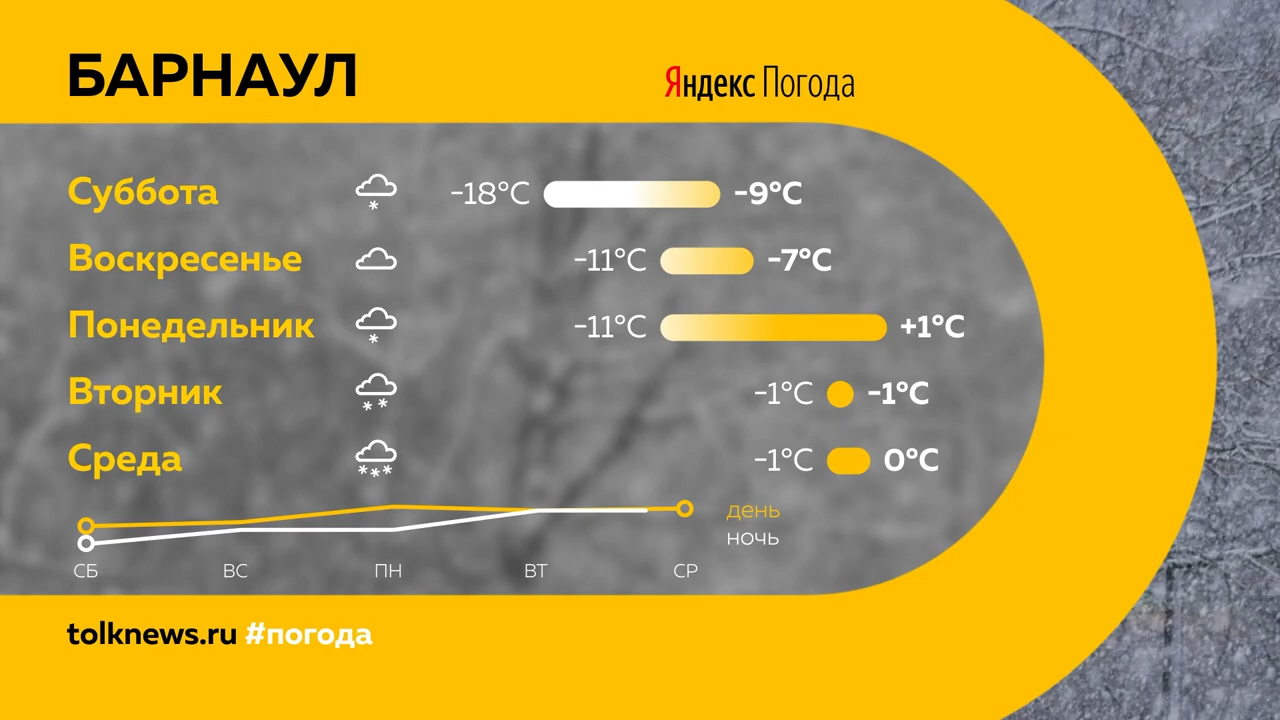 БАРНАУЛ
Яндекс Погода
Суббота -18°C -9°C
Воскресенье -11°C -7°C
Понедельник -11°C +1°C
Вторник -1°C -1°C
Среда -1°C 0°C
день
ночь
СБ ВС ПН ВТ СР
tolknews.ru #погода